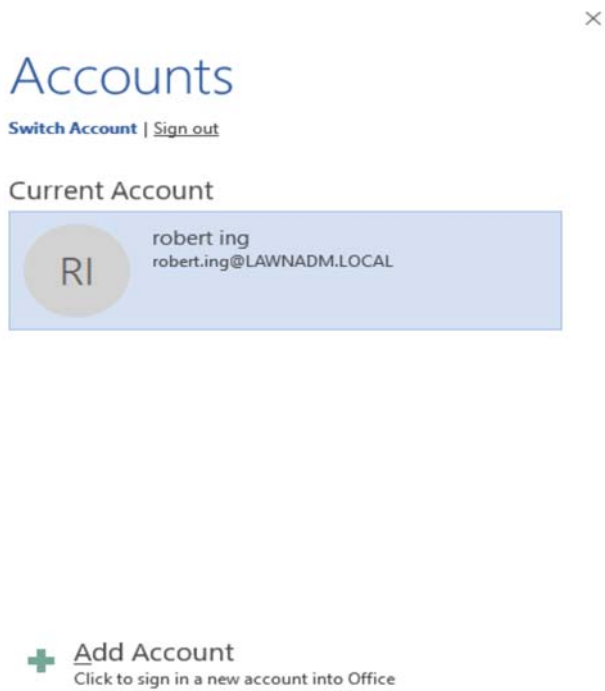 Accounts
Switch Account | Sign out
Current Account
RI
robert ing
robert.ing@LAWNADM.LOCAL
Add Account
Click to sign in a new account into Office